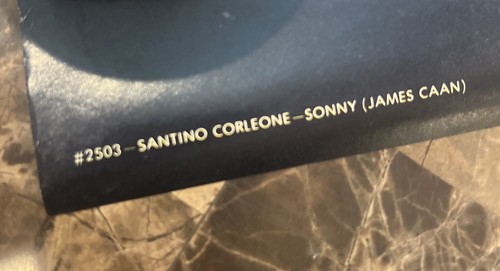 #2503—SANTINO CORLEONE—SONNY (JAMES CAAN)